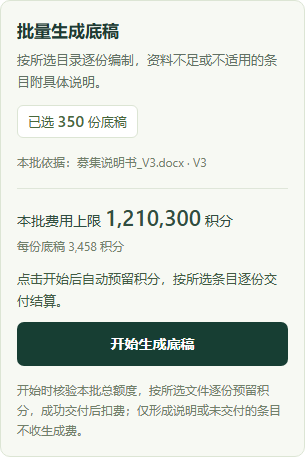 批量生成底稿
按所选目录逐份编制，资料不足或不适用的条
目附具体说明。
已选 350 份底稿
本批依据：募集说明书_V3.docx · V3
本批费用上限 1,210,300 积分
每份底稿 3,458 积分
点击开始后自动预留积分，按所选条目逐份交
付结算。
开始生成底稿
开始时核验本批总额度，按所选文件逐份预留积
分，成功交付后扣费；仅形成说明或未交付的条目
不收生成费。